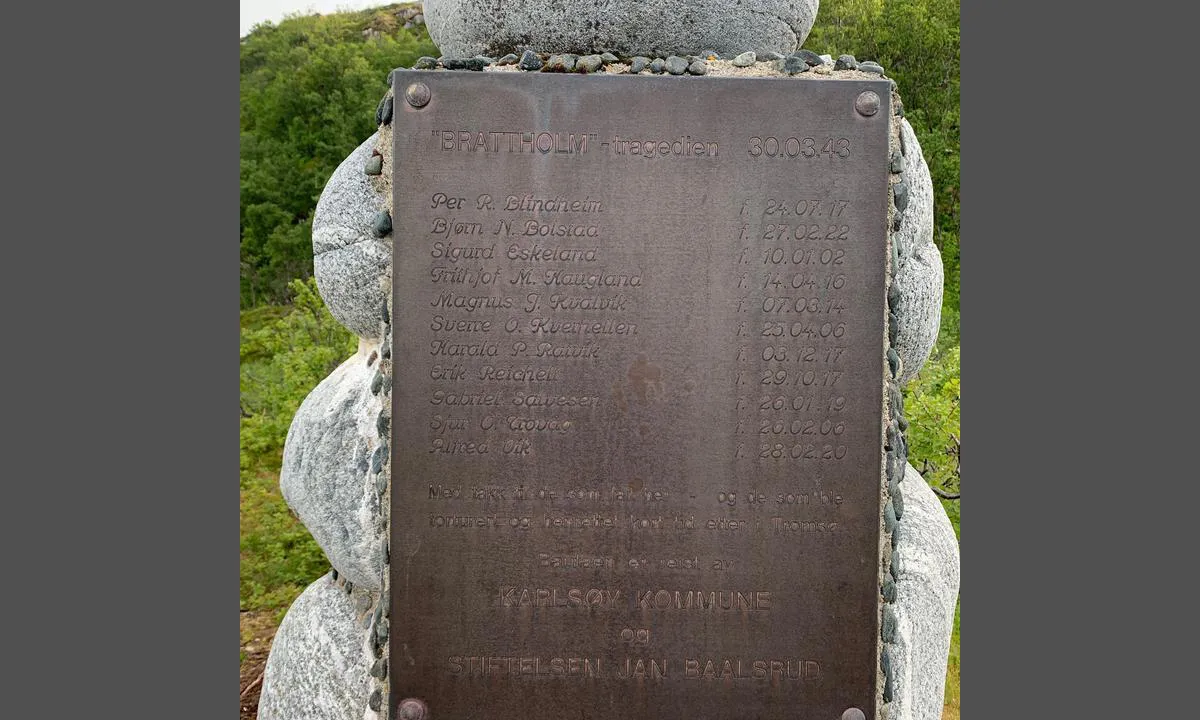 "BRATTHOLM"-tragedien 30.03.43
Per R. Blindheim f. 24.07.17
Bjørn N. Bolstad f. 27.02.22
Sigurd Eskeland f. 10.01.02
Frithjof M. Haugland f. 14.04.16
Magnus J. Kvalvik f. 07.03.14
Sverre O. Kverhellen f. 25.04.06
Harald P. Ratvik f. 03.12.17
Erik Reichelt f. 29.10.17
Gabriel Salvesen f. 26.01.19
Sjur O. f. 20.02.06
Alfred Vik f. 28.02.20
Med takk til de som falt her - og de som ble
torturert og henrettet kort tid etter i Tromsø.
Bautaen er reist av
KARLSØY KOMMUNE
og
STIFTELSEN JAN BAALSRUD